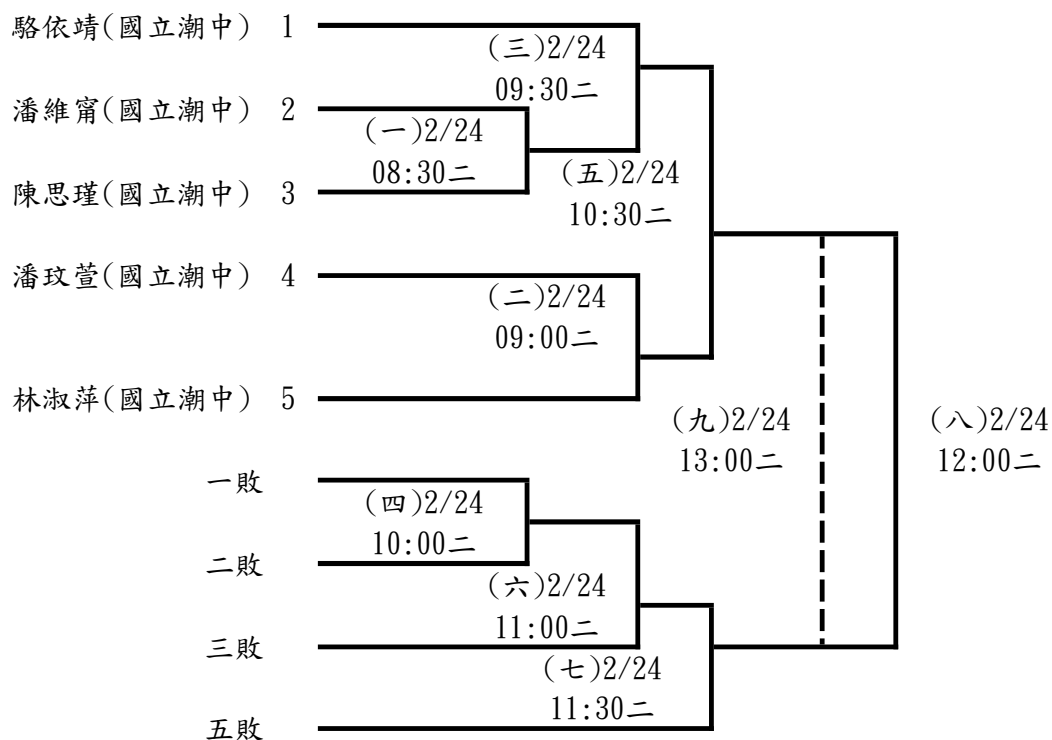 駱依靖(國立潮中) 1
(三)2/24
09:30二
潘維甯(國立潮中) 2
(一)2/24
08:30二
陳思瑾(國立潮中) 3
(五)2/24
10:30二
潘玟萱(國立潮中) 4
(二)2/24
09:00二
林淑萍(國立潮中) 5
(九)2/24
13:00二
(八)2/24
12:00二
一敗
(四)2/24
10:00二
二敗
(六)2/24
11:00二
三敗
(七)2/24
11:30二
五敗